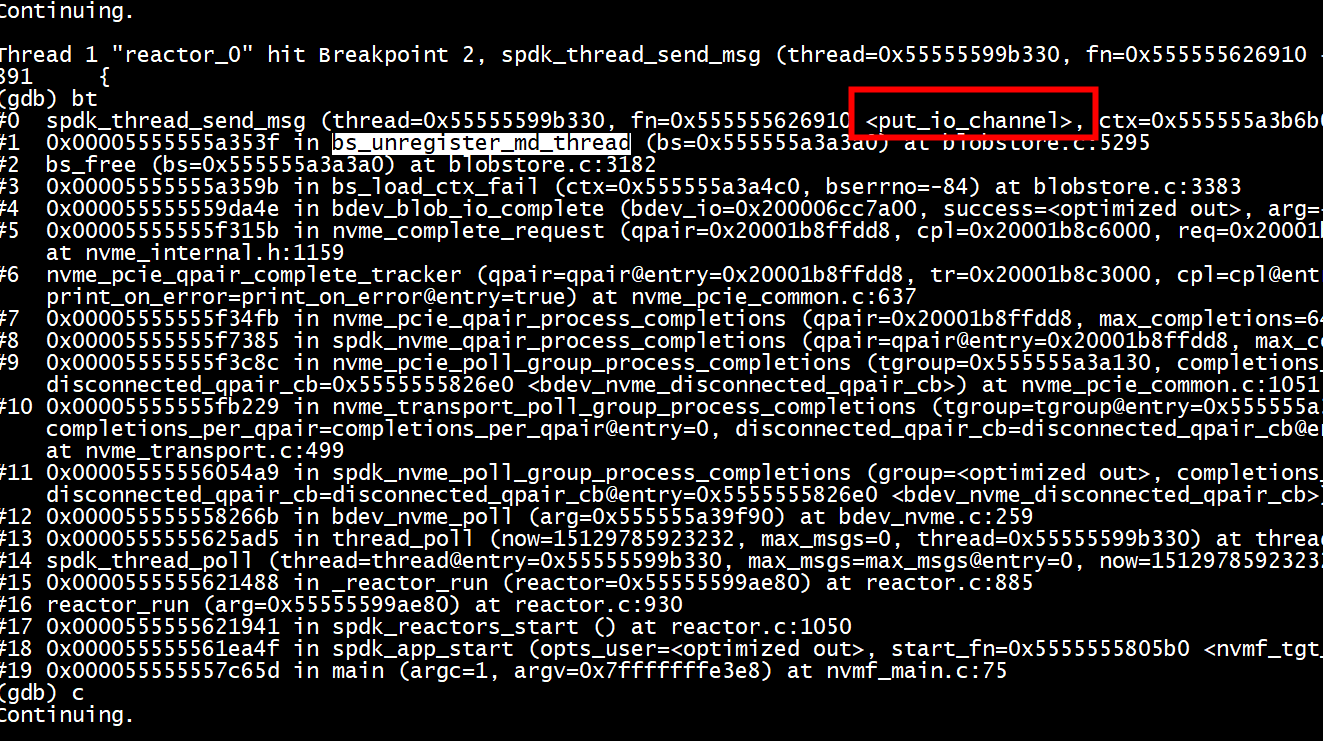 Continuing.
Thread 1 "reactor_0" hit Breakpoint 2, spdk_thread_send_msg (thread=0x55555599b330, fn=0x555555626910
391     {
(gdb) bt
#0  spdk_thread_send_msg (thread=0x55555599b330, fn=0x555555626910 <put_io_channel>, ctx=0x555555a3b6b
#1  0x00005555555a353f in bs_unregister_md_thread (bs=0x555555a3a3a0) at blobstore.c:5295
#2  bs_free (bs=0x555555a3a3a0) at blobstore.c:3182
#3  0x00005555555a359b in bs_load_ctx_fail (ctx=0x555555a3a4c0, bserrno=-84) at blobstore.c:3383
#4  0x000055555559da4e in bdev_blob_io_complete (bdev_io=0x200006cc7a00, success=<optimized out>, arg=
#5  0x00005555555f315b in nvme_complete_request (qpair=0x20001b8ffdd8, cpl=0x20001b8c6000, req=0x20001b
    at nvme_internal.h:1159
#6  nvme_pcie_qpair_complete_tracker (qpair=qpair@entry=0x20001b8ffdd8, tr=0x20001b8c3000, cpl=cpl@ent
    print_on_error=print_on_error@entry=true) at nvme_pcie_common.c:637
#7  0x00005555555f34fb in nvme_pcie_qpair_process_completions (qpair=0x20001b8ffdd8, max_completions=64
#8  0x00005555555f7385 in spdk_nvme_qpair_process_completions (qpair=qpair@entry=0x20001b8ffdd8, max_co
#9  0x00005555555f3c8c in nvme_pcie_poll_group_process_completions (tgroup=0x555555a3a130, completions_
    disconnected_qpair_cb=0x5555555826e0 <bdev_nvme_disconnected_qpair_cb>) at nvme_pcie_common.c:1051
#10 0x00005555555fb229 in nvme_transport_poll_group_process_completions (tgroup=tgroup@entry=0x555555a3
    completions_per_qpair=completions_per_qpair@entry=0, disconnected_qpair_cb=disconnected_qpair_cb@en
    at nvme_transport.c:499
#11 0x00005555556054a9 in spdk_nvme_poll_group_process_completions (group=<optimized out>, completions_
    disconnected_qpair_cb=disconnected_qpair_cb@entry=0x5555555826e0 <bdev_nvme_disconnected_qpair_cb>
#12 0x000055555558266b in bdev_nvme_poll (arg=0x555555a39f90) at bdev_nvme.c:259
#13 0x0000555555625ad5 in thread_poll (now=15129785923232, max_msgs=0, thread=0x55555599b330) at threa
#14 spdk_thread_poll (thread=thread@entry=0x55555599b330, max_msgs=max_msgs@entry=0, now=15129785923232
#15 0x0000555555621488 in _reactor_run (reactor=0x55555599ae80) at reactor.c:885
#16 reactor_run (arg=0x55555599ae80) at reactor.c:930
#17 0x0000555555621941 in spdk_reactors_start () at reactor.c:1050
#18 0x000055555561ea4f in spdk_app_start (opts_user=<optimized out>, start_fn=0x5555555805b0 <nvmf_tgt_
#19 0x000055555557c65d in main (argc=1, argv=0x7fffffffe3e8) at nvmf_main.c:75
(gdb) c
Continuing.